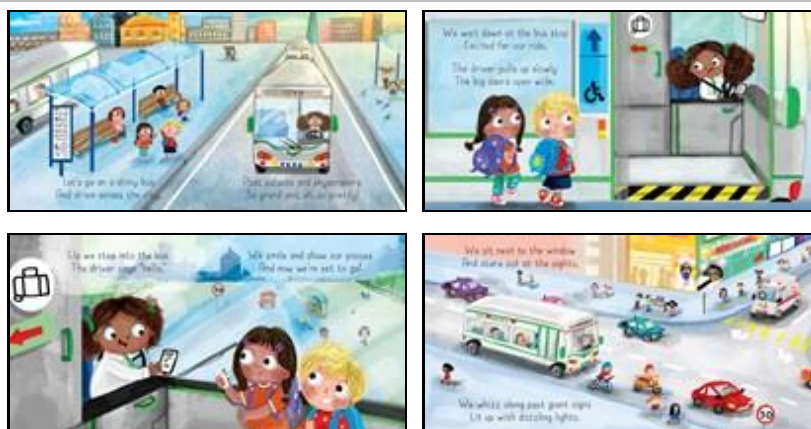 Let's go on a shiny bus
And drive across the city.
Past palaces and skyscrapers
So grand and, oh, so pretty!
We wait down at the bus stop
Excited for our ride.
The driver pulls up slowly
The big doors open wide.
Up we step into the bus
The driver says "hello."
We smile and show our passes
And now we're set to go!
We sit next to the window
And stare out at the sights.
We whizz along past giant signs
Lit up with dazzling lights.
30